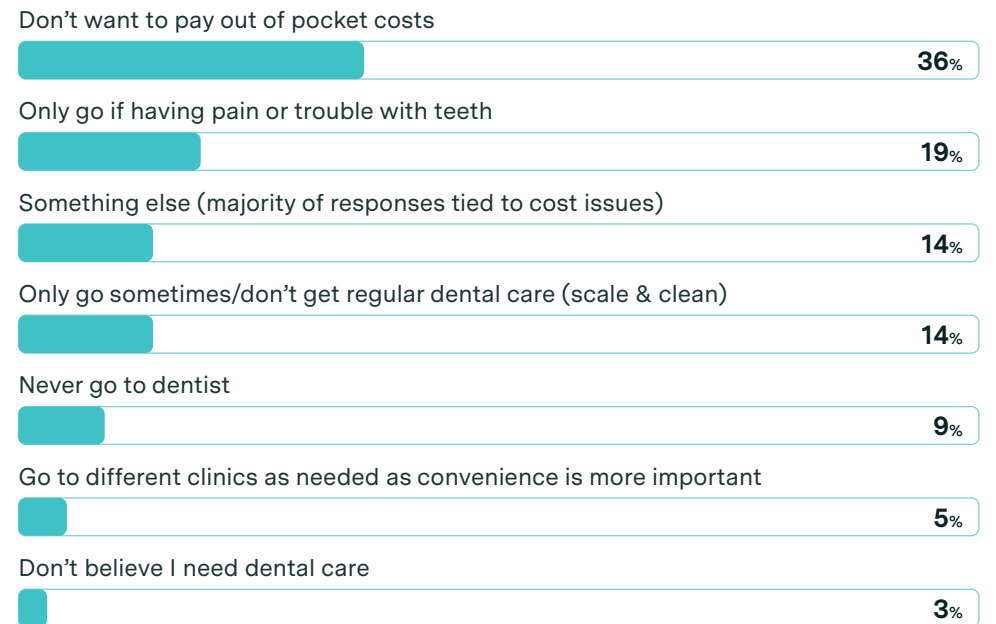 Don’t want to pay out of pocket costs
36%
Only go if having pain or trouble with teeth
19%
Something else (majority of responses tied to cost issues)
14%
Only go sometimes/don’t get regular dental care (scale & clean)
14%
Never go to dentist
9%
Go to different clinics as needed as convenience is more important
5%
Don’t believe I need dental care
3%